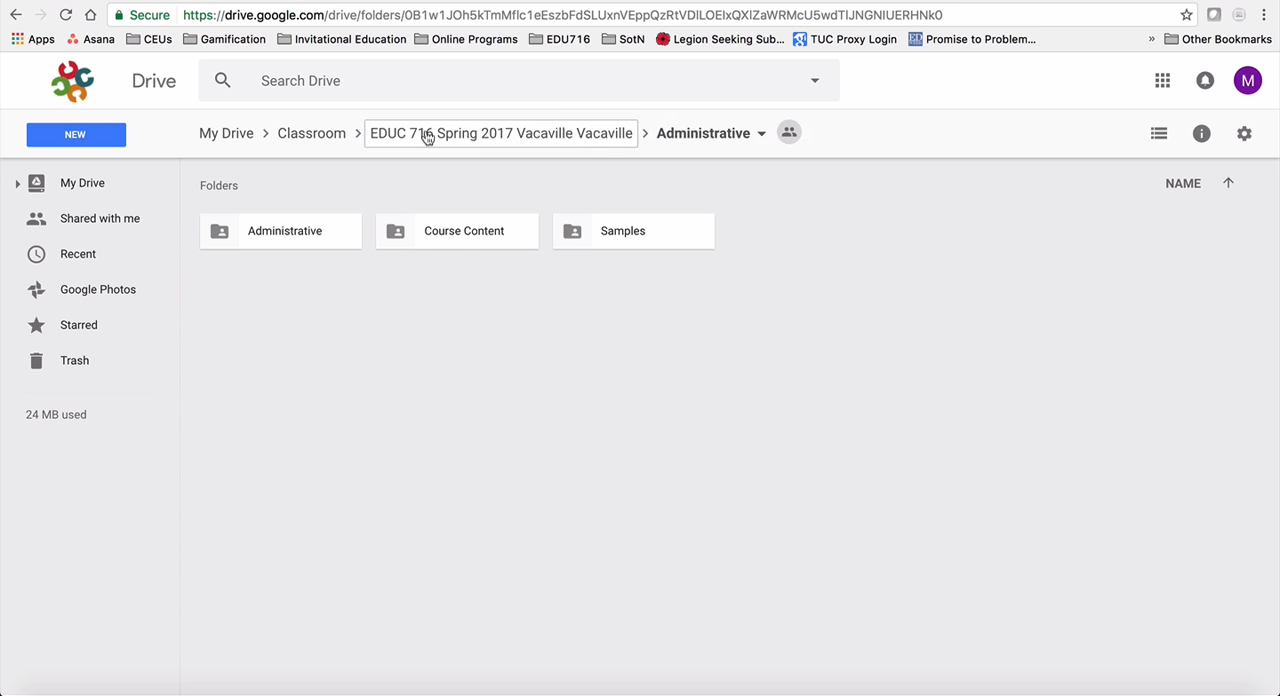 Secure https://drive.google.com/drive/folders/0B1w1JOh5kTmMflc1eEszbFdSLUxnVEppQzRtVDlLOElxQXlZaWRMcU5wdTlJNGNIUERHNk0
Apps Asana CEUs Gamification Invitational Education Online Programs EDU716 SotN Legion Seeking Sub... TUC Proxy Login Promise to Problem... » Other Bookmarks
Drive Search Drive M
NEW My Drive > Classroom > EDUC 716 Spring 2017 Vacaville Vacaville > Administrative
My Drive
Shared with me
Recent
Google Photos
Starred
Trash
24 MB used
Folders NAME
Administrative Course Content Samples